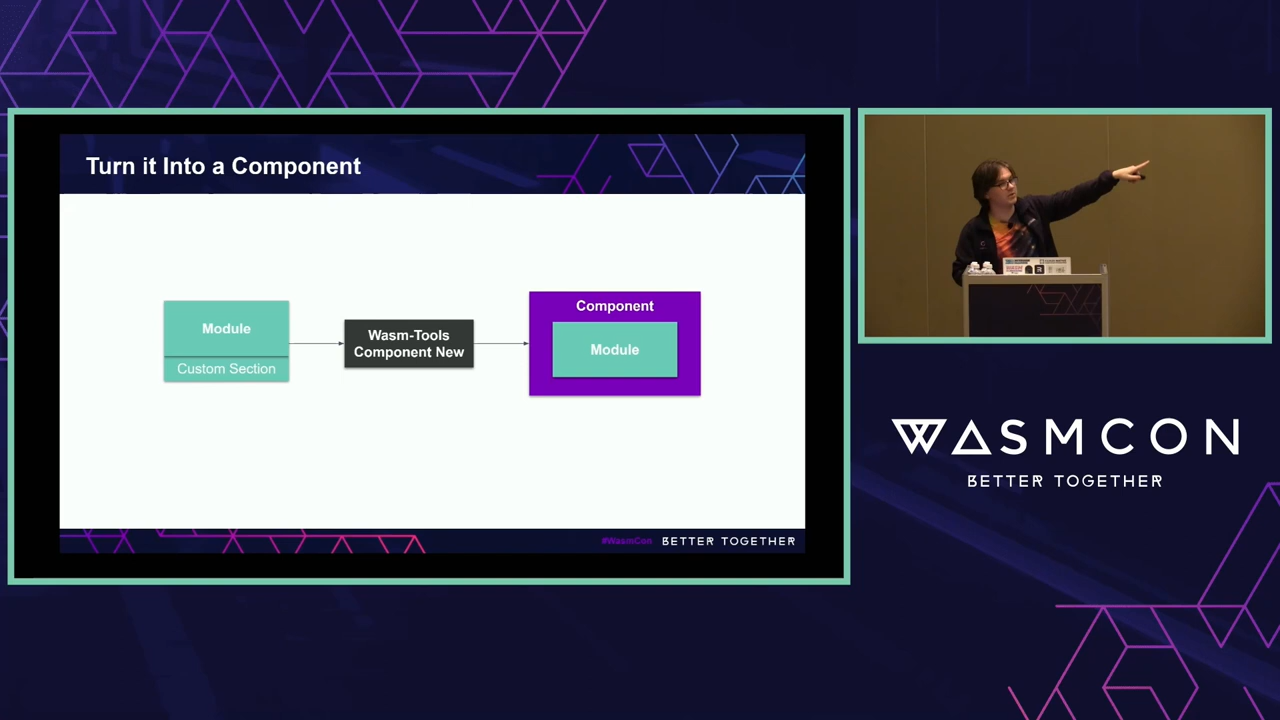 Turn it Into a Component
Module
Custom Section
Wasm-Tools
Component New
Component
Module
#WasmCon BETTER TOGETHER
WASMCON
BETTER TOGETHER